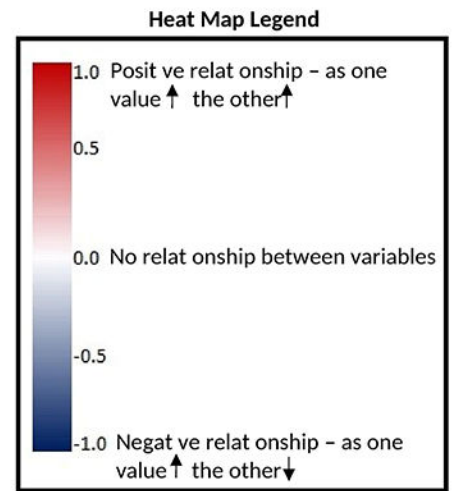 Heat Map Legend
1.0 Posit ve relat onship – as one
value ↑ the other↑
0.5
0.0 No relat onship between variables
-0.5
-1.0 Negat ve relat onship – as one
value ↑ the other↓